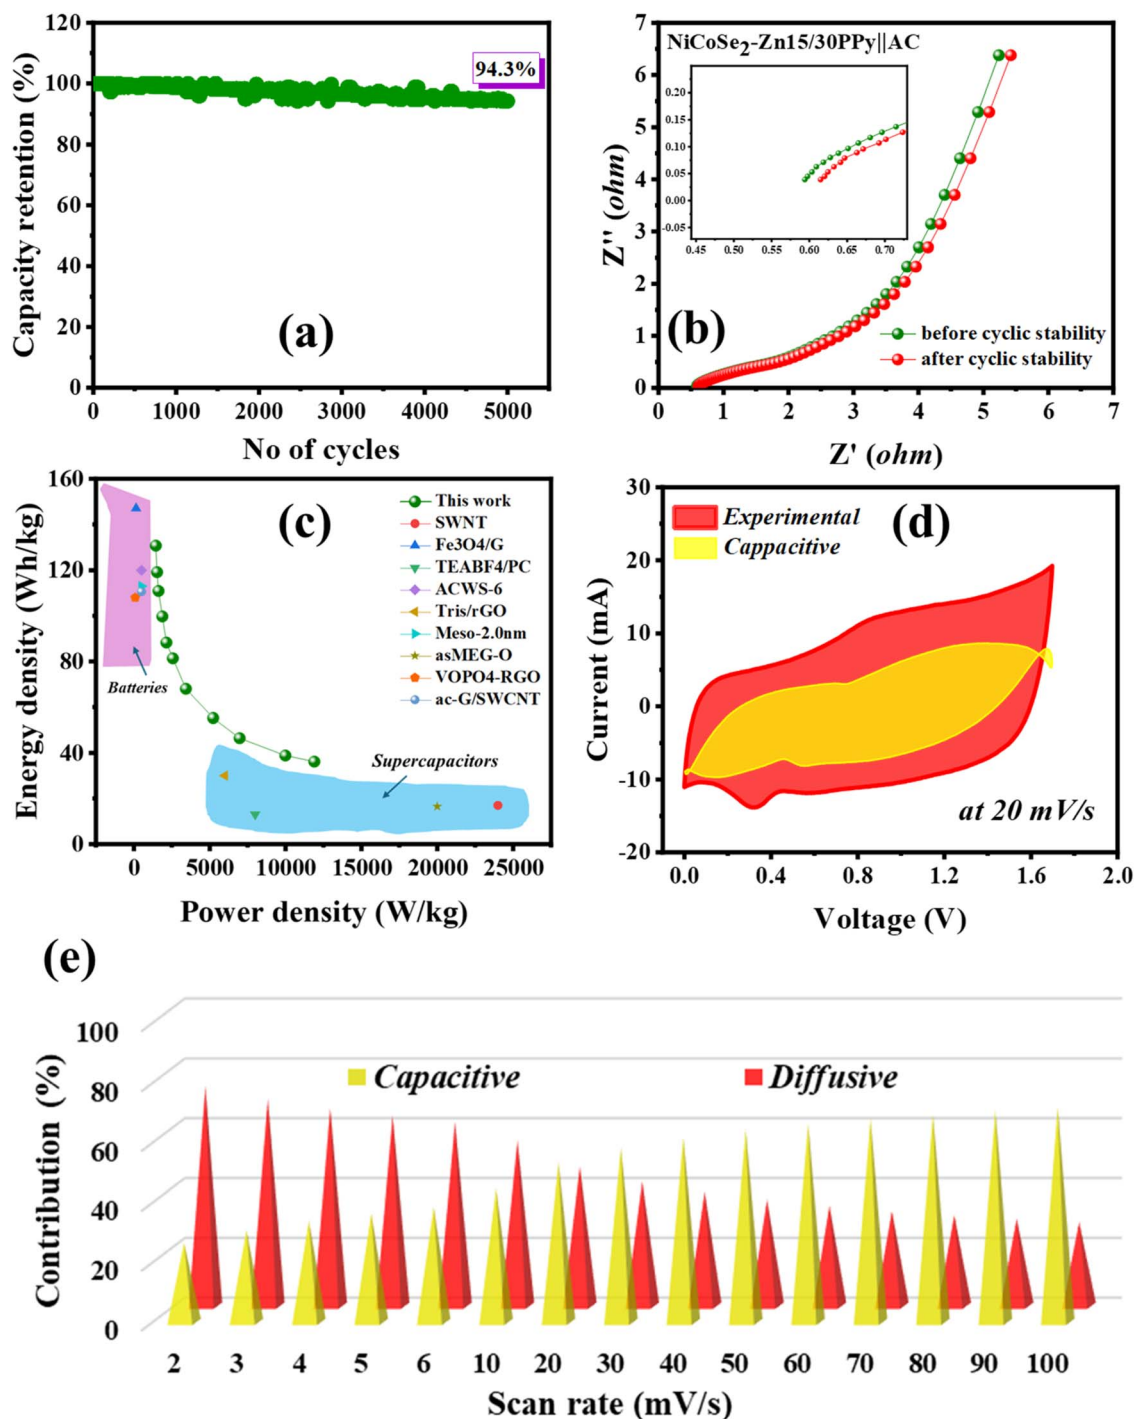 120
100
80
60
40
20
0
94.3%
(a)
Capacity retention (%)
0 1000 2000 3000 4000 5000
No of cycles
7
6
5
4
3
2
1
0
NiCoSe2-Zn15/30PPy||AC
0.20
0.15
0.10
0.05
0.00
-0.05
0.45 0.50 0.55 0.60 0.65 0.70
(b)
before cyclic stability
after cyclic stability
Z'' (ohm)
0 1 2 3 4 5 6 7
Z' (ohm)
160
120
80
40
0
(c)
This work
SWNT
Fe3O4/G
TEABF4/PC
ACWS-6
Tris/rGO
Meso-2.0nm
asMEG-O
VOPO4-RGO
ac-G/SWCNT
Batteries
Supercapacitors
Energy density (Wh/kg)
0 5000 10000 15000 20000 25000
Power density (W/kg)
30
20
10
0
-10
-20
Experimental
Cappacitive
(d)
at 20 mV/s
Current (mA)
0.0 0.4 0.8 1.2 1.6 2.0
Voltage (V)
(e)
100
80
60
40
20
0
Capacitive Diffusive
Contribution (%)
2 3 4 5 6 10 20 30 40 50 60 70 80 90 100
Scan rate (mV/s)